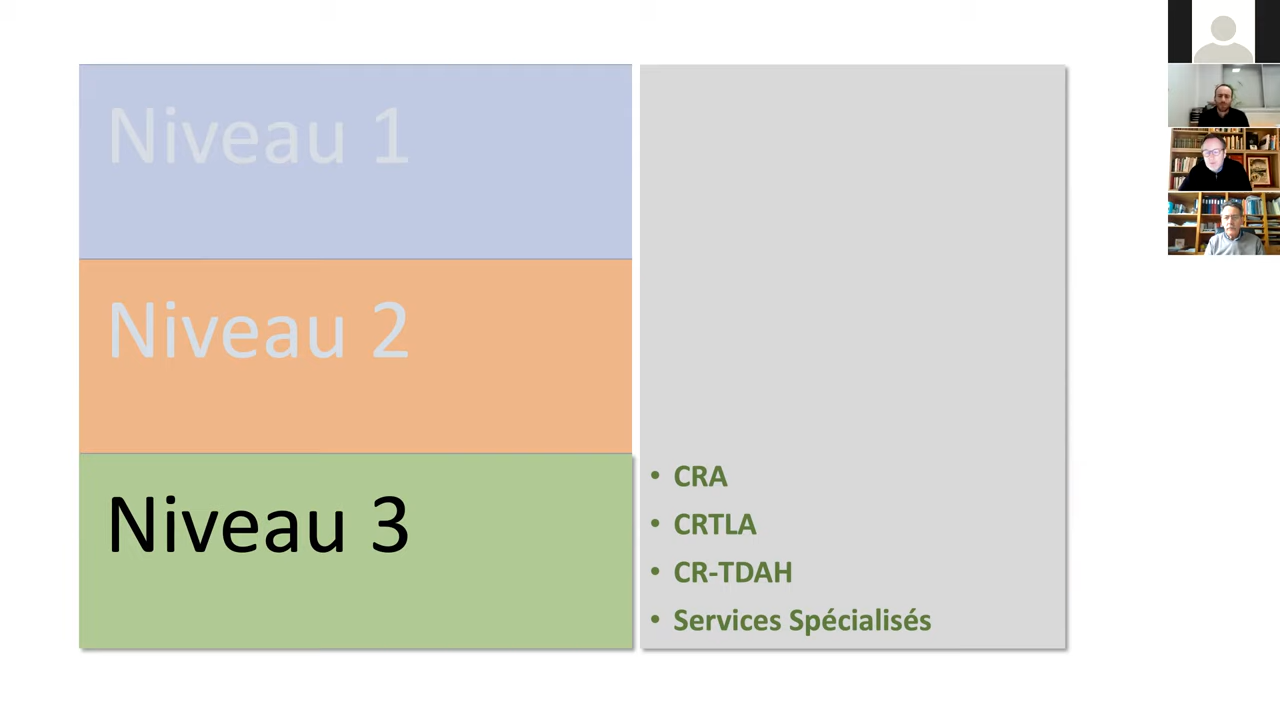 Niveau 1
Niveau 2
Niveau 3
• CRA
• CRTLA
• CR-TDAH
• Services Spécialisés